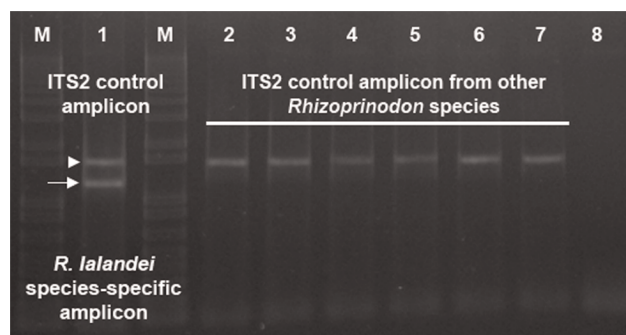 M 1 M 2 3 4 5 6 7 8
ITS2 control
amplicon
ITS2 control amplicon from other
Rhizoprinodon species
R. lalandei
species-specific
amplicon